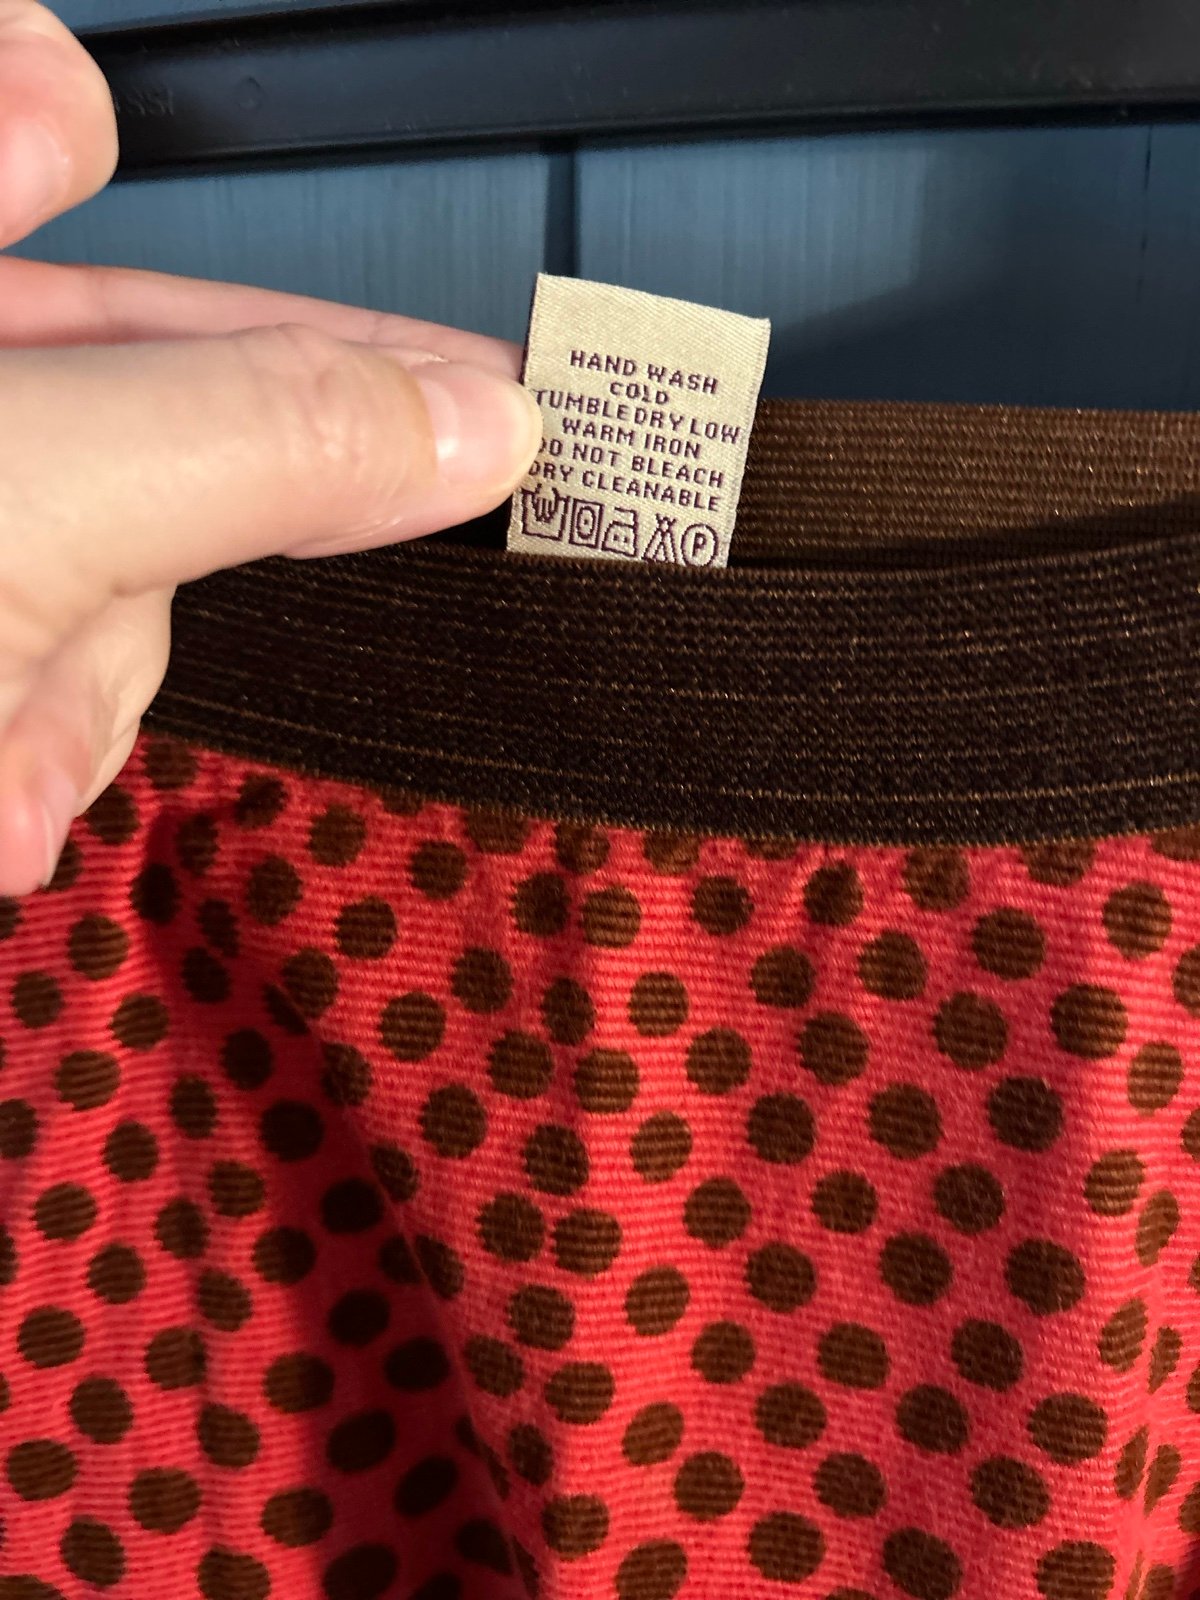 HAND WASH
COLD
TUMBLE DRY LOW
WARM IRON
DO NOT BLEACH
DRY CLEANABLE
P